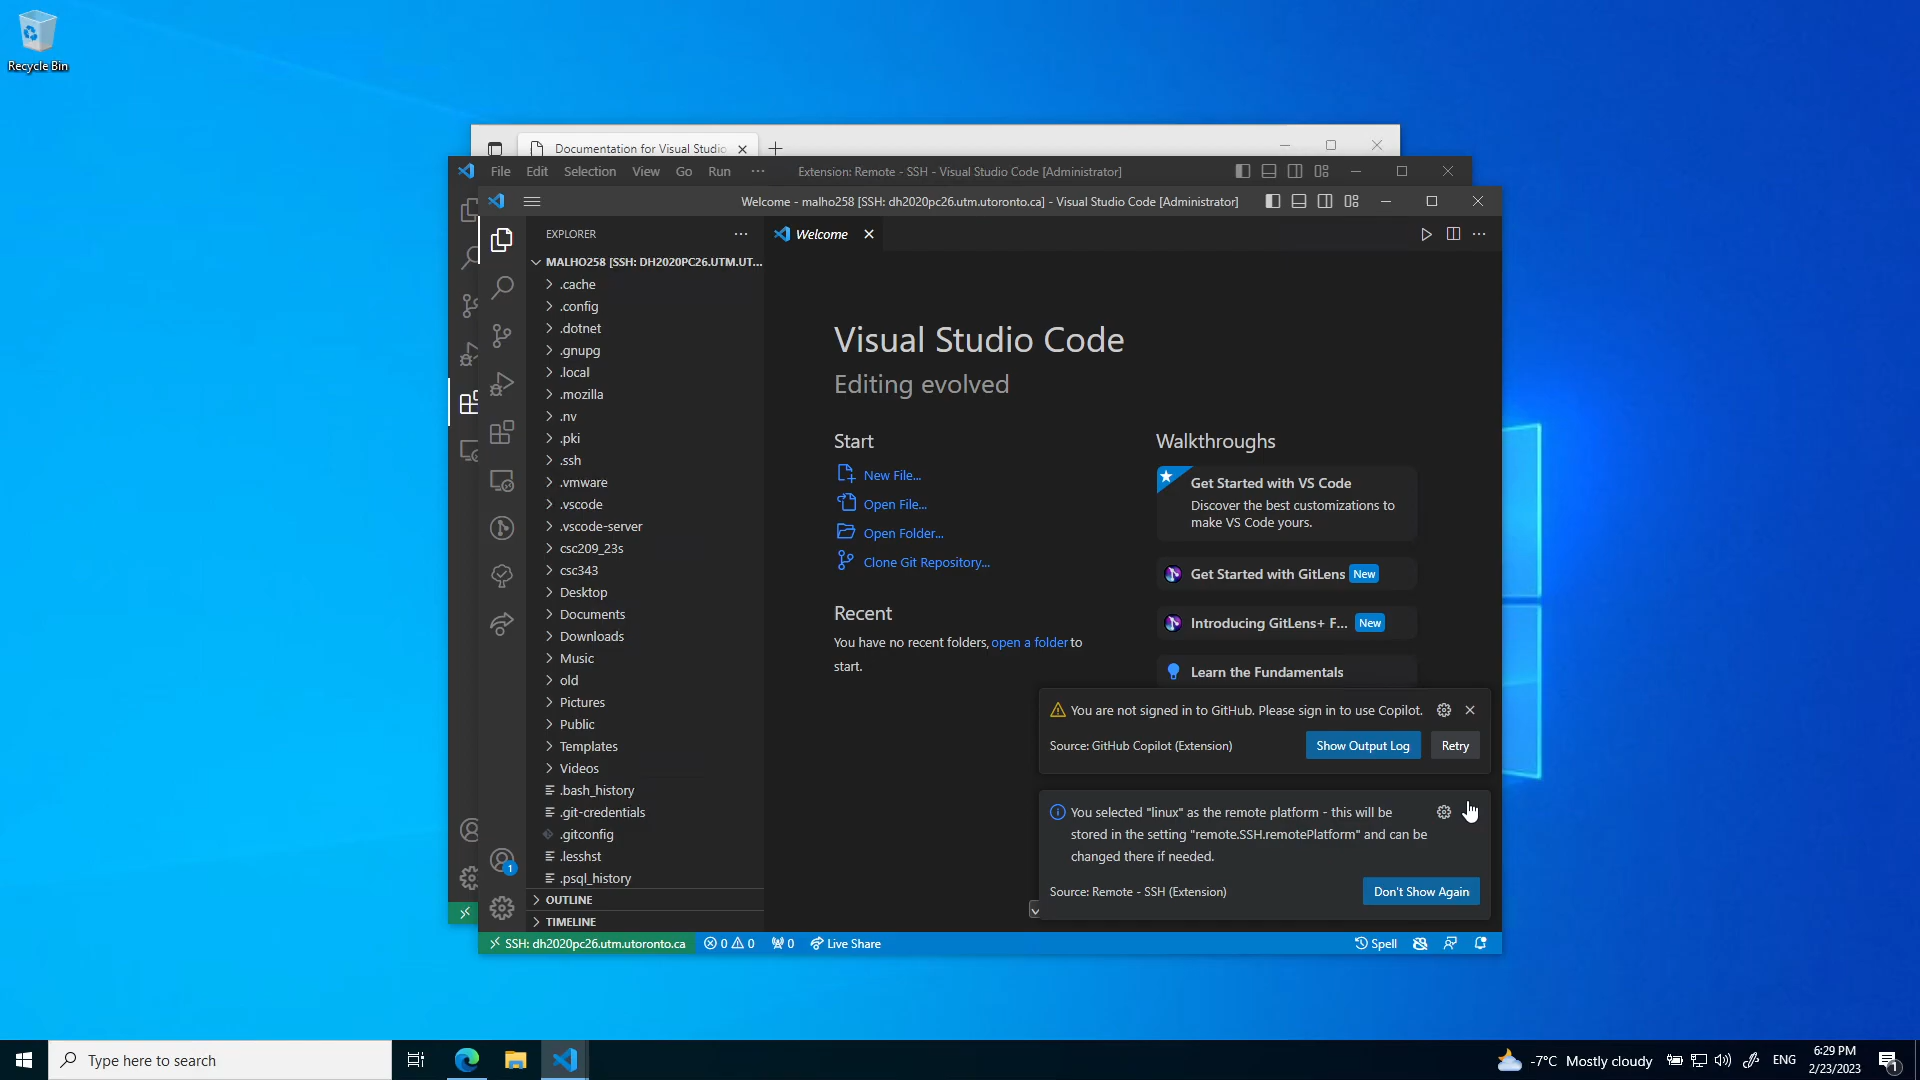 Recycle Bin
Documentation for Visual Studio
File Edit Selection View Go Run ··· Extension: Remote - SSH - Visual Studio Code [Administrator]
Welcome - malho258 [SSH: dh2020pc26.utm.utoronto.ca] - Visual Studio Code [Administrator]
EXPLORER
Welcome
MALHO258 [SSH: DH2020PC26.UTM.UT...
.cache
.config
.dotnet
.gnupg
.local
.mozilla
.nv
.pki
.ssh
.vmware
.vscode
.vscode-server
csc209_23s
csc343
Desktop
Documents
Downloads
Music
old
Pictures
Public
Templates
Videos
.bash_history
.git-credentials
.gitconfig
.lesshst
.psql_history
OUTLINE
TIMELINE
Visual Studio Code
Editing evolved
Start
New File...
Open File...
Open Folder...
Clone Git Repository...
Recent
You have no recent folders, open a folder to
start.
Walkthroughs
Get Started with VS Code
Discover the best customizations to
make VS Code yours.
Get Started with GitLens New
Introducing GitLens+ F... New
Learn the Fundamentals
You are not signed in to GitHub. Please sign in to use Copilot.
Source: GitHub Copilot (Extension)
Show Output Log
Retry
You selected "linux" as the remote platform - this will be
stored in the setting "remote.SSH.remotePlatform" and can be
changed there if needed.
Source: Remote - SSH (Extension)
Don't Show Again
1
SSH: dh2020pc26.utm.utoronto.ca 0 0 0 Live Share
Spell
Type here to search
-7°C Mostly cloudy
ENG
6:29 PM
2/23/2023
1